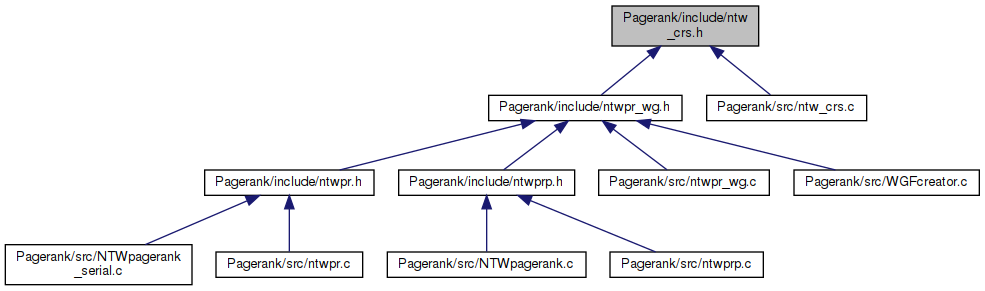 Pagerank/include/ntw
_crs.h
Pagerank/include/ntwpr_wg.h
Pagerank/src/ntw_crs.c
Pagerank/include/ntwpr.h
Pagerank/include/ntwprp.h
Pagerank/src/ntwpr_wg.c
Pagerank/src/WGFcreator.c
Pagerank/src/NTWpagerank
_serial.c
Pagerank/src/ntwpr.c
Pagerank/src/NTWpagerank.c
Pagerank/src/ntwprp.c